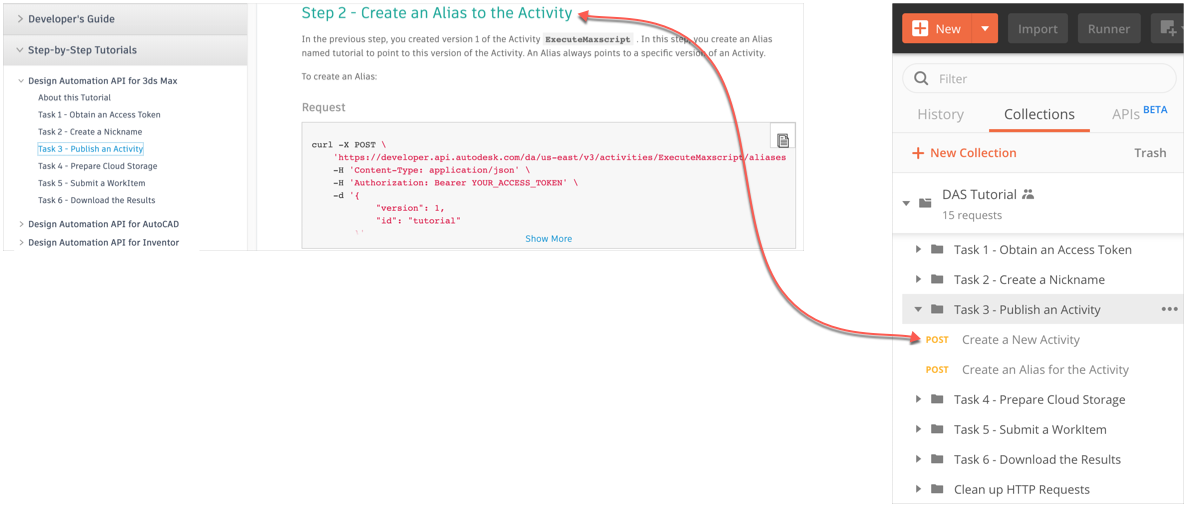 Developer's Guide
Step-by-Step Tutorials
Design Automation API for 3ds Max
About this Tutorial
Task 1 - Obtain an Access Token
Task 2 - Create a Nickname
Task 3 - Publish an Activity
Task 4 - Prepare Cloud Storage
Task 5 - Submit a WorkItem
Task 6 - Download the Results
Design Automation API for AutoCAD
Design Automation API for Inventor
Step 2 - Create an Alias to the Activity
In the previous step, you created version 1 of the Activity ExecuteMaxscript . In this step, you create an Alias
named tutorial to point to this version of the Activity. An Alias always points to a specific version of an Activity.
To create an Alias:
Request
curl -X POST \
'https://developer.api.autodesk.com/da/us-east/v3/activities/ExecuteMaxscript/aliases
-H 'Content-Type: application/json' \
-H 'Authorization: Bearer YOUR_ACCESS_TOKEN' \
-d '{
"version": 1,
"id": "tutorial"
Show More
New
Import
Runner
Filter
History
Collections
APIs BETA
+ New Collection
Trash
DAS Tutorial
15 requests
Task 1 - Obtain an Access Token
Task 2 - Create a Nickname
Task 3 - Publish an Activity
POST Create a New Activity
POST Create an Alias for the Activity
Task 4 - Prepare Cloud Storage
Task 5 - Submit a WorkItem
Task 6 - Download the Results
Clean up HTTP Requests